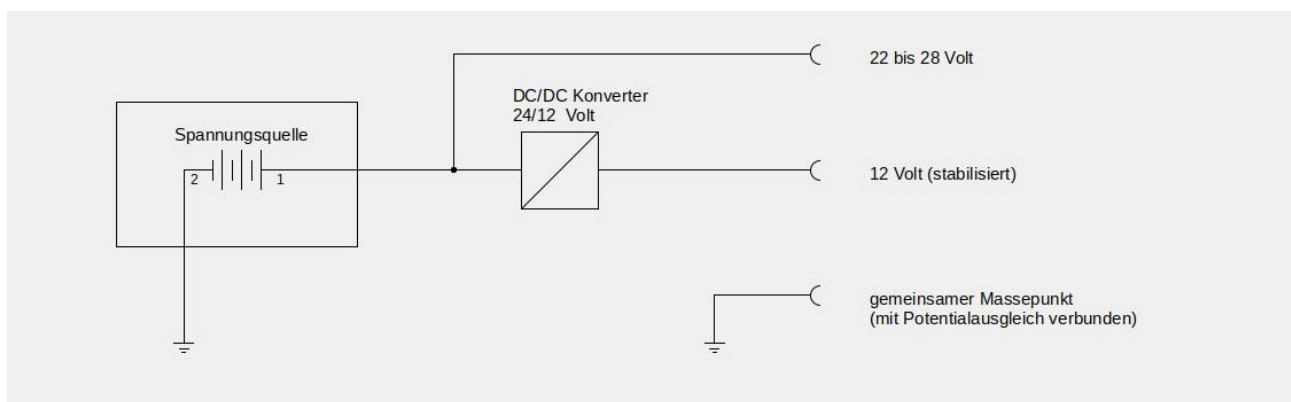 22 bis 28 Volt
DC/DC Konverter
24/12 Volt
Spannungsquelle
2
1
12 Volt (stabilisiert)
gemeinsamer Massepunkt
(mit Potentialausgleich verbunden)